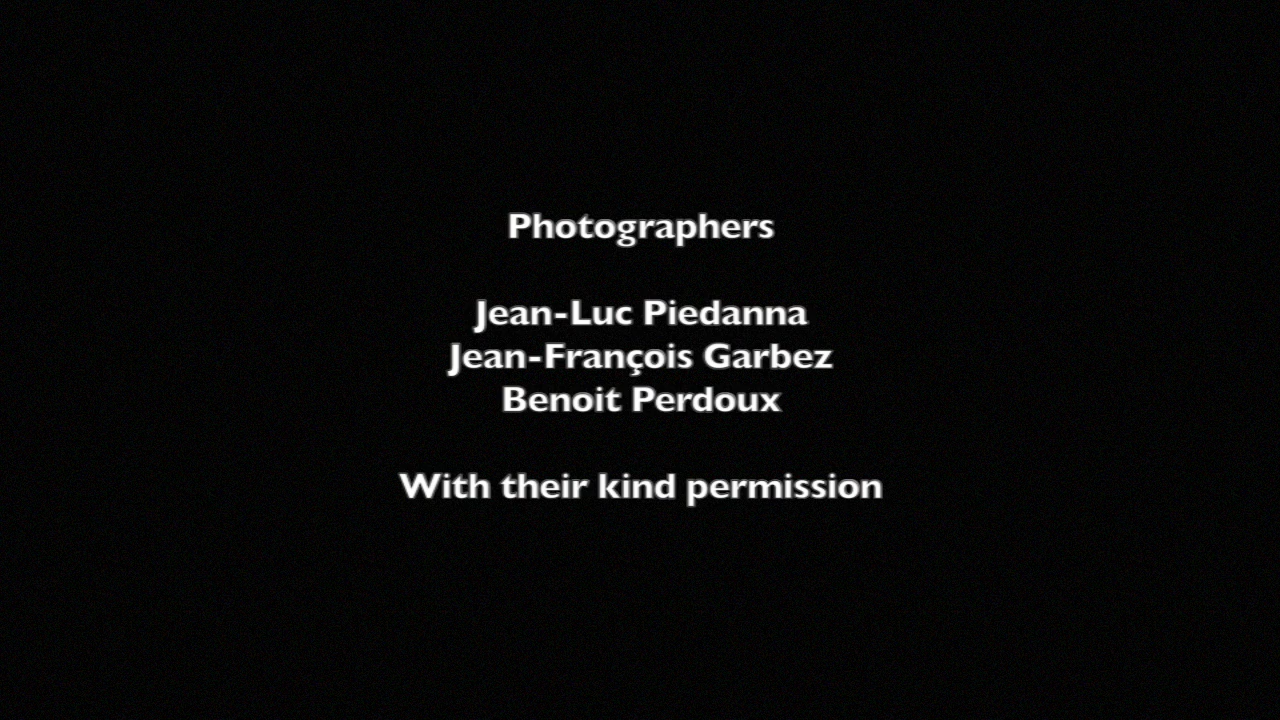 Photographers
Jean-Luc Piedanna
Jean-François Garbez
Benoit Perdoux
With their kind permission